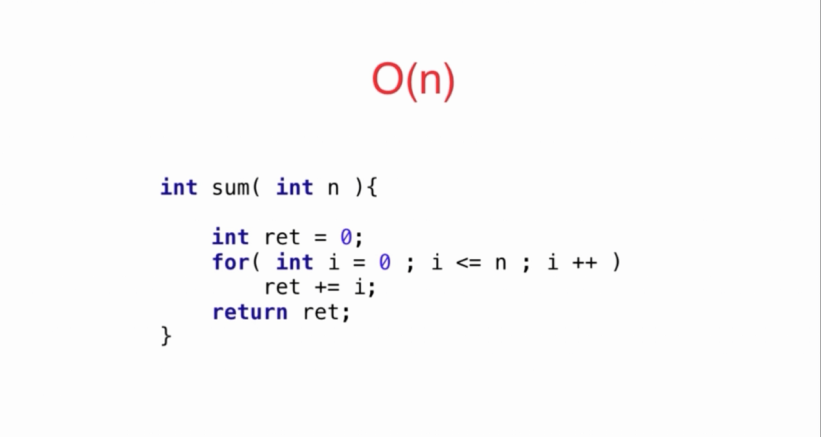 O(n)
int sum( int n ){
int ret = 0;
for( int i = 0 ; i <= n ; i ++ )
ret += i;
return ret;
}